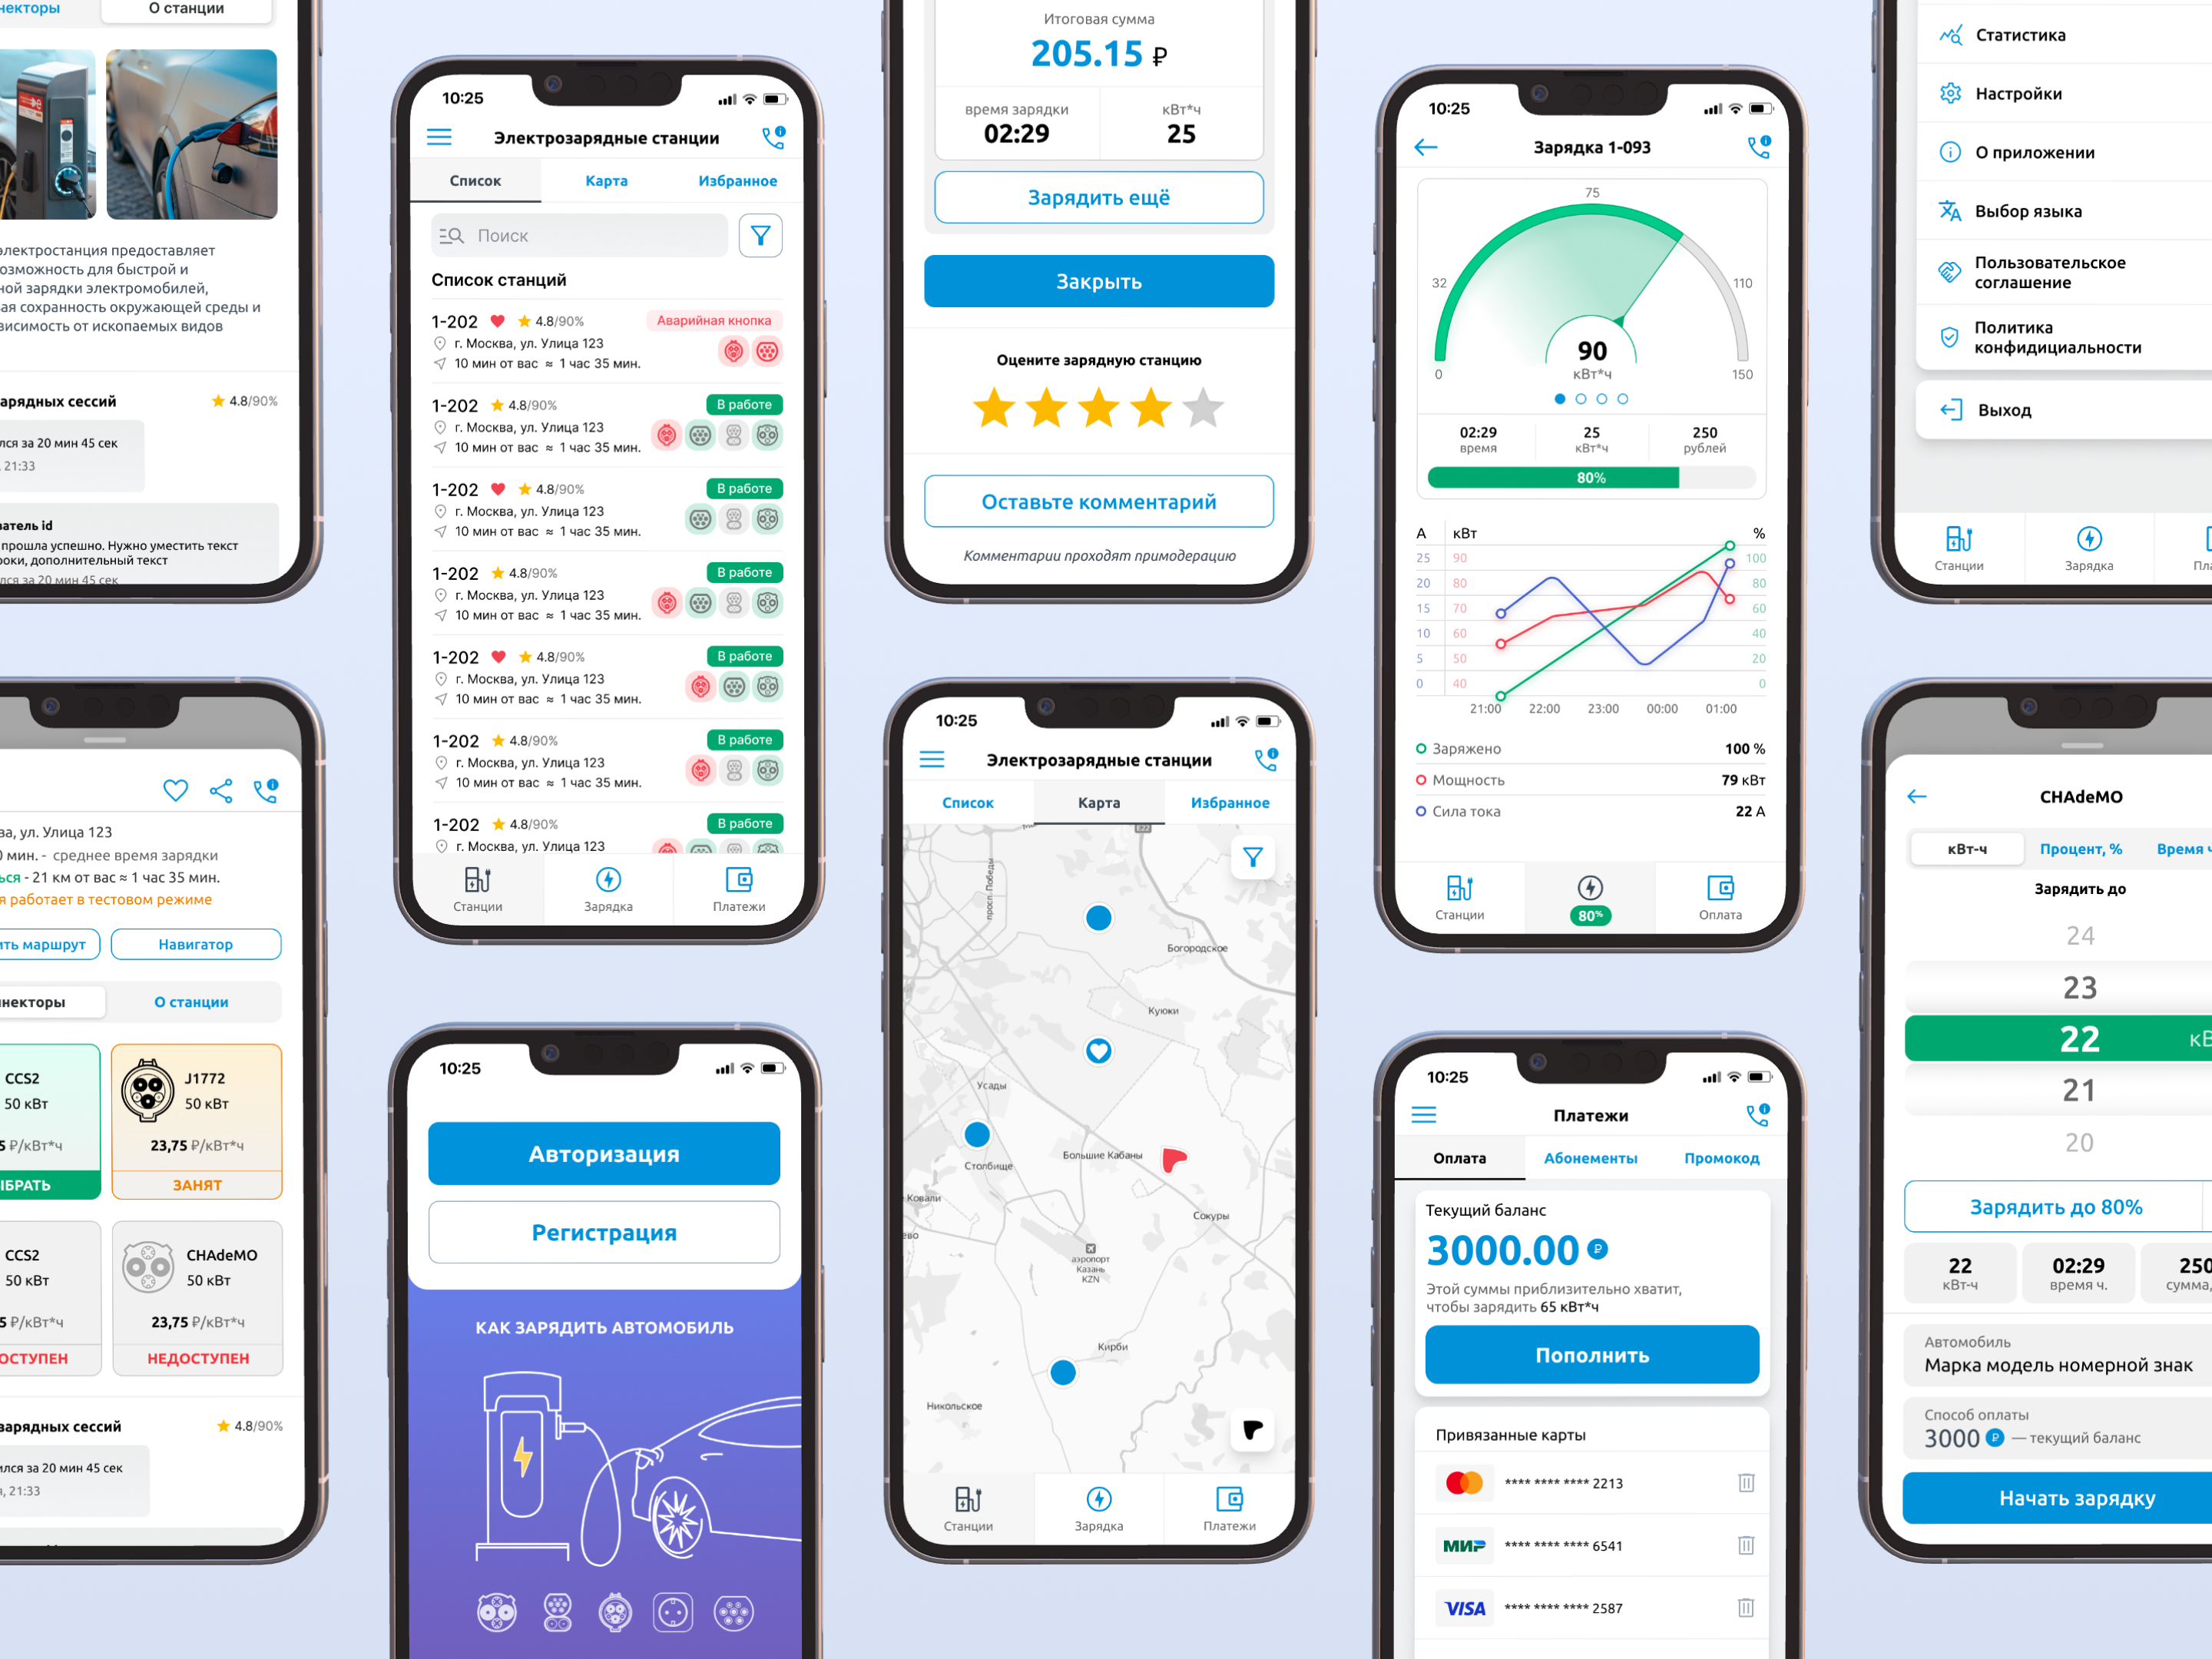 О станции
электростанция предоставляет
возможность для быстрой и
зарядки электромобилей,
сохранность окружающей среды и
от ископаемых видов
зарядных сессий
4.8/90%
за 20 мин 45 сек
21:33
id
прошла успешно. Нужно уместить текст
дополнительный текст
за 20 мин 45 сек
ул. Улица 123
мин. - среднее время зарядки
- 21 км от вас ≈ 1 час 35 мин.
работает в тестовом режиме
маршрут
Навигатор
О станции
CCS2
50 кВт
₽/кВт*ч
J1772
50 кВт
23,75 ₽/кВт*ч
ЗАНЯТ
CCS2
50 кВт
₽/кВт*ч
CHAdeMO
50 кВт
23,75 ₽/кВт*ч
НЕДОСТУПЕН
зарядных сессий
4.8/90%
за 20 мин 45 сек
21:33
10:25
Электрозарядные станции
Список
Карта
Избранное
Поиск
Список станций
1-202
4.8/90%
Аварийная кнопка
г. Москва, ул. Улица 123
10 мин от вас ≈ 1 час 35 мин.
1-202
4.8/90%
В работе
г. Москва, ул. Улица 123
10 мин от вас ≈ 1 час 35 мин.
1-202
4.8/90%
В работе
г. Москва, ул. Улица 123
10 мин от вас ≈ 1 час 35 мин.
1-202
4.8/90%
В работе
г. Москва, ул. Улица 123
10 мин от вас ≈ 1 час 35 мин.
1-202
4.8/90%
В работе
г. Москва, ул. Улица 123
10 мин от вас ≈ 1 час 35 мин.
1-202
4.8/90%
В работе
г. Москва, ул. Улица 123
10 мин от вас ≈ 1 час 35 мин.
1-202
4.8/90%
В работе
г. Москва, ул. Улица 123
Станции
Зарядка
Платежи
10:25
Авторизация
Регистрация
КАК ЗАРЯДИТЬ АВТОМОБИЛЬ
Итоговая сумма
205.15 ₽
время зарядки
02:29
кВт*ч
25
Зарядить ещё
Закрыть
Оцените зарядную станцию
Оставьте комментарий
Комментарии проходят примодерацию
10:25
Электрозарядные станции
Список
Карта
Избранное
E22
просп. Победы
Богородское
Куюки
Усады
Столбище
Большие Кабаны
Ковали
Сокуры
аэропорт
Казань
KZN
Кирби
Никольское
Станции
Зарядка
Платежи
10:25
Зарядка 1-093
75
32
110
0
150
90
кВт*ч
02:29
время
25
кВт*ч
250
рублей
80%
А
кВт
%
25
90
100
20
80
80
15
70
60
10
60
40
5
50
20
0
40
0
21:00
22:00
23:00
00:00
01:00
Заряжено
100 %
Мощность
79 кВт
Сила тока
22 А
Станции
80%
Оплата
10:25
Платежи
Оплата
Абонементы
Промокод
Текущий баланс
3000.00 ₽
Этой суммы приблизительно хватит,
чтобы зарядить 65 кВт*ч
Пополнить
Привязанные карты
**** **** **** 2213
МИР
**** **** **** 6541
VISA
**** **** **** 2587
Статистика
Настройки
О приложении
Выбор языка
Пользовательское
соглашение
Политика
конфидициальности
Выход
Станции
Зарядка
CHAdeMO
кВт-ч
Процент, %
Время
Зарядить до
24
23
22
21
20
Зарядить до 80%
22
кВт-ч
02:29
время ч.
250
сумма,
Автомобиль
Марка модель номерной знак
Способ оплаты
3000 ₽ — текущий баланс
Начать зарядку